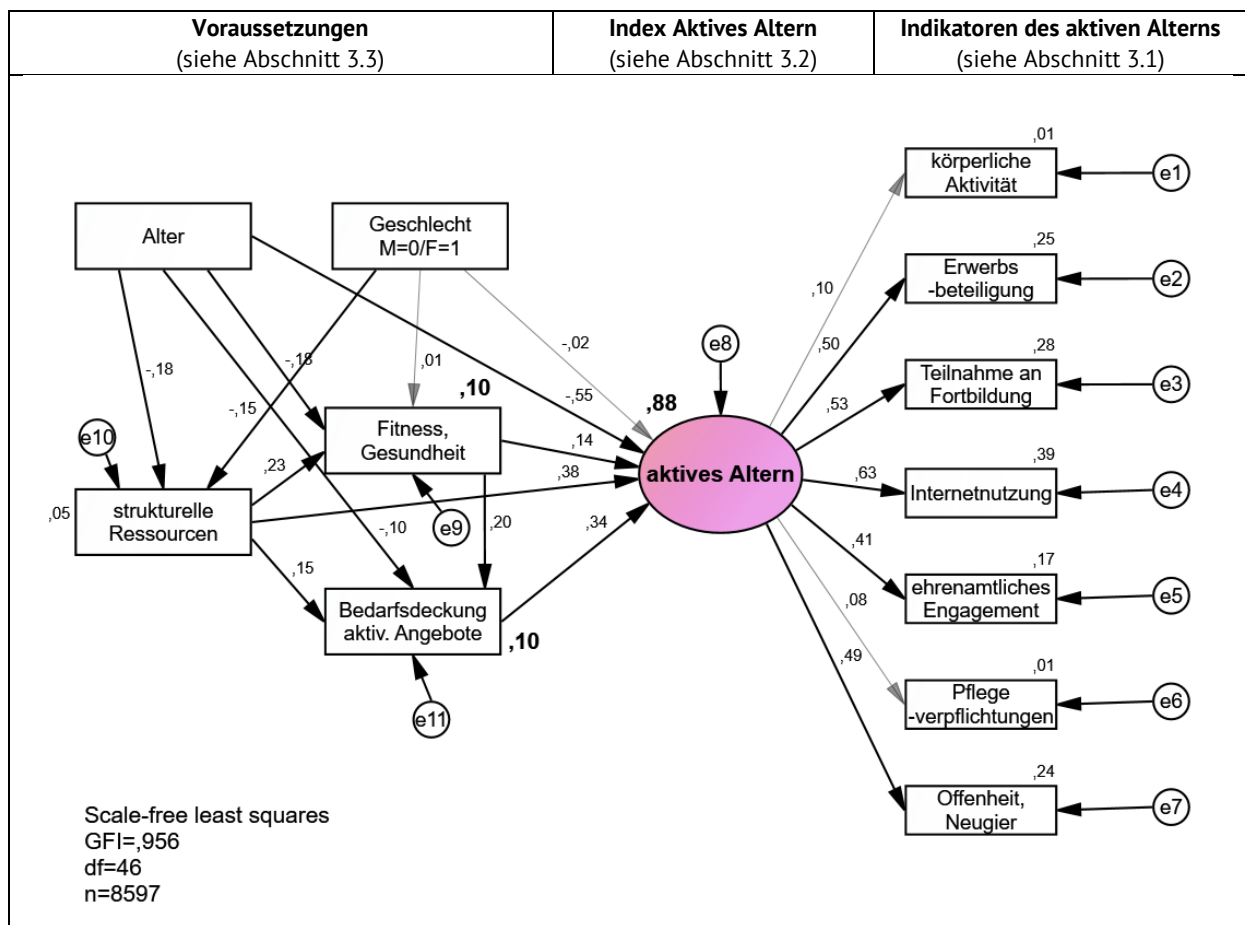 Voraussetzungen
(siehe Abschnitt 3.3)
Index Aktives Altern
(siehe Abschnitt 3.2)
Indikatoren des aktiven Alterns
(siehe Abschnitt 3.1)
Alter
Geschlecht
M=0/F=1
-,18
-,18
-,15
,01
-,02
-,55
,10
Fitness,
Gesundheit
e10
,23
,05
strukturelle
Ressourcen
,14
,38
-,10
e9
,20
,34
,15
Bedarfsdeckung
aktiv. Angebote
,10
e11
e8
,88
aktives Altern
,10
,50
,53
,63
,41
,08
,49
,01
körperliche
Aktivität
e1
,25
Erwerbs
-beteiligung
e2
,28
Teilnahme an
Fortbildung
e3
,39
Internetnutzung
e4
,17
ehrenamtliches
Engagement
e5
,01
Pflege
-verpflichtungen
e6
,24
Offenheit,
Neugier
e7
Scale-free least squares
GFI=,956
df=46
n=8597